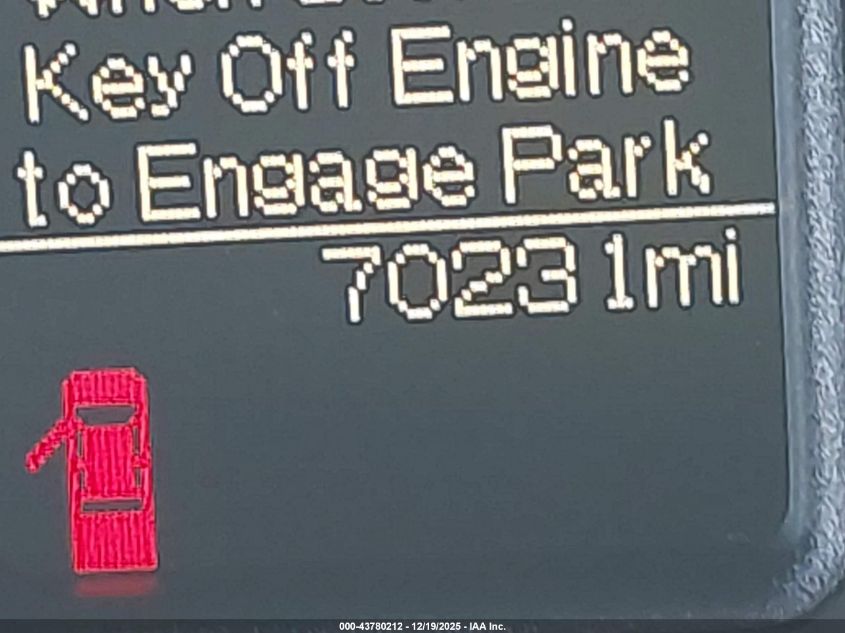 Key Off Engine
to Engage Park
70231mi
000-43780212 - 12/19/2025 - IAA Inc.